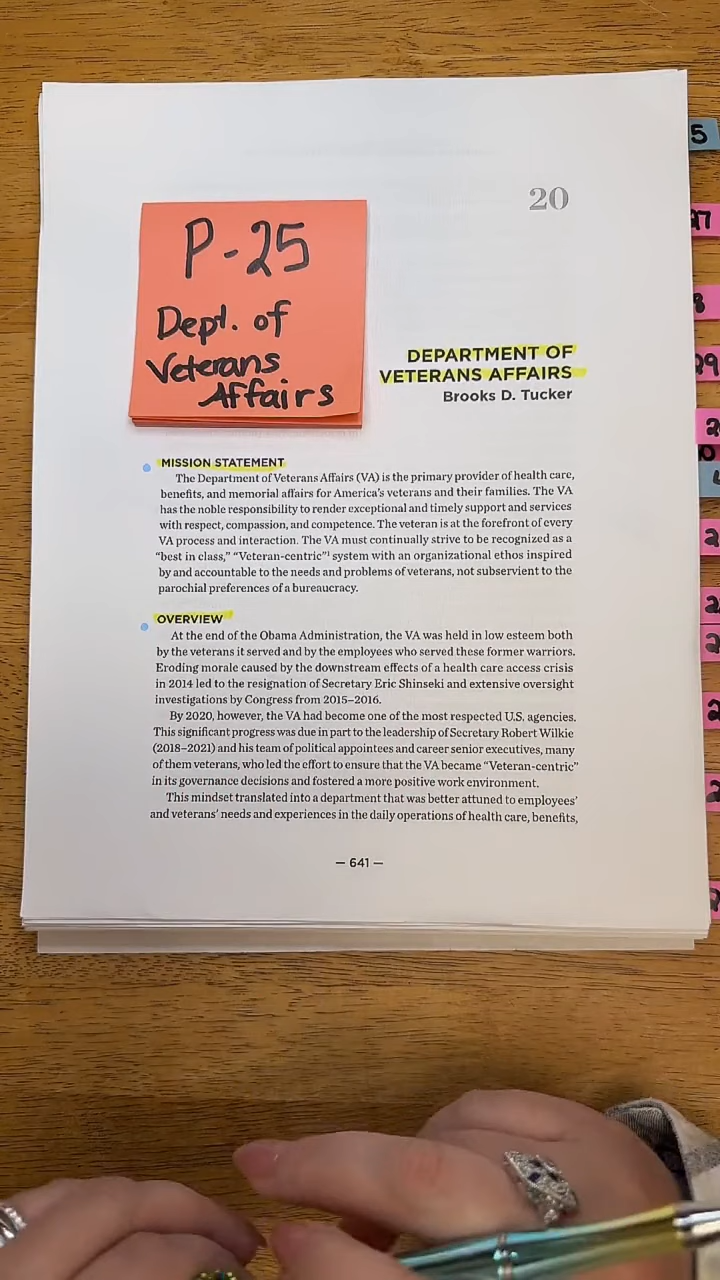 20
P-25
Dept. of
Veterans
Affairs
DEPARTMENT OF
VETERANS AFFAIRS
Brooks D. Tucker
MISSION STATEMENT
The Department of Veterans Affairs (VA) is the primary provider of health care,
benefits, and memorial affairs for America's veterans and their families. The VA
has the noble responsibility to render exceptional and timely support and services
with respect, compassion, and competence. The veteran is at the forefront of every
VA process and interaction. The VA must continually strive to be recognized as a
“best in class,” “Veteran-centric”¹ system with an organizational ethos inspired
by and accountable to the needs and problems of veterans, not subservient to the
parochial preferences of a bureaucracy.
OVERVIEW
At the end of the Obama Administration, the VA was held in low esteem both
by the veterans it served and by the employees who served these former warriors.
Eroding morale caused by the downstream effects of a health care access crisis
in 2014 led to the resignation of Secretary Eric Shinseki and extensive oversight
investigations by Congress from 2015–2016.
By 2020, however, the VA had become one of the most respected U.S. agencies.
This significant progress was due in part to the leadership of Secretary Robert Wilkie
(2018–2021) and his team of political appointees and career senior executives, many
of them veterans, who led the effort to ensure that the VA became “Veteran-centric”
in its governance decisions and fostered a more positive work environment.
This mindset translated into a department that was better attuned to employees'
and veterans' needs and experiences in the daily operations of health care, benefits,
— 641 —
5